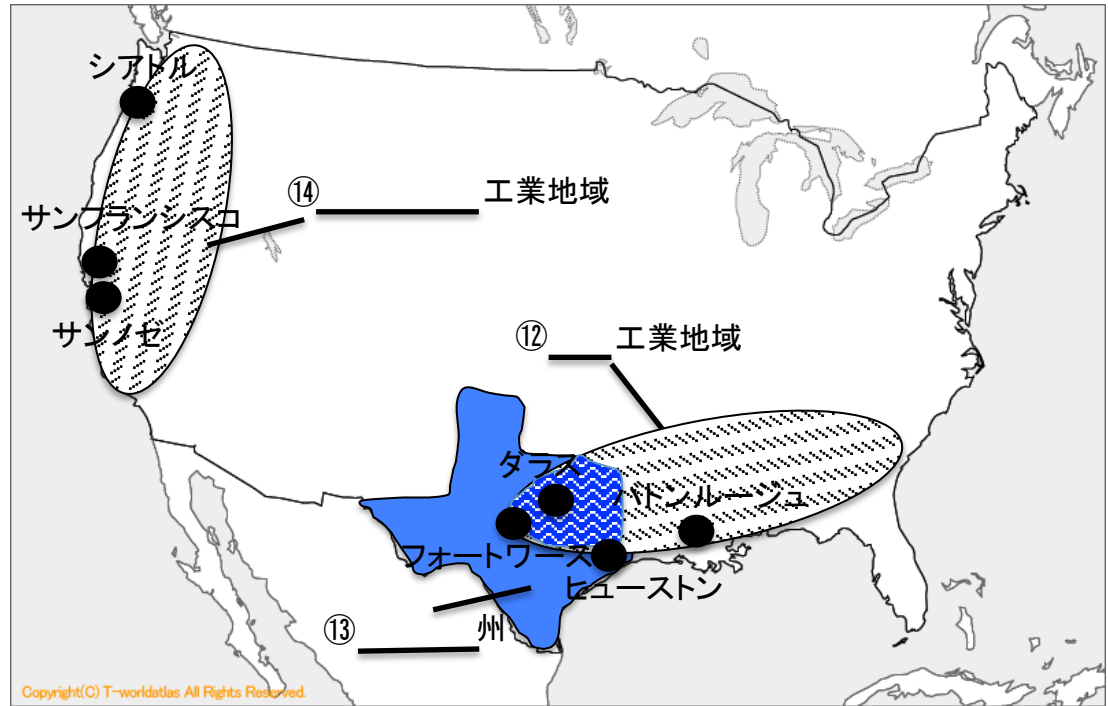 シアトル
⑭
工業地域
サンフランシスコ
サンノゼ
⑫
工業地域
ダラス
バトンルージュ
フォートワース
ヒューストン
⑬
州
Copyright(C) T-worldatlas All Rights Reserved.